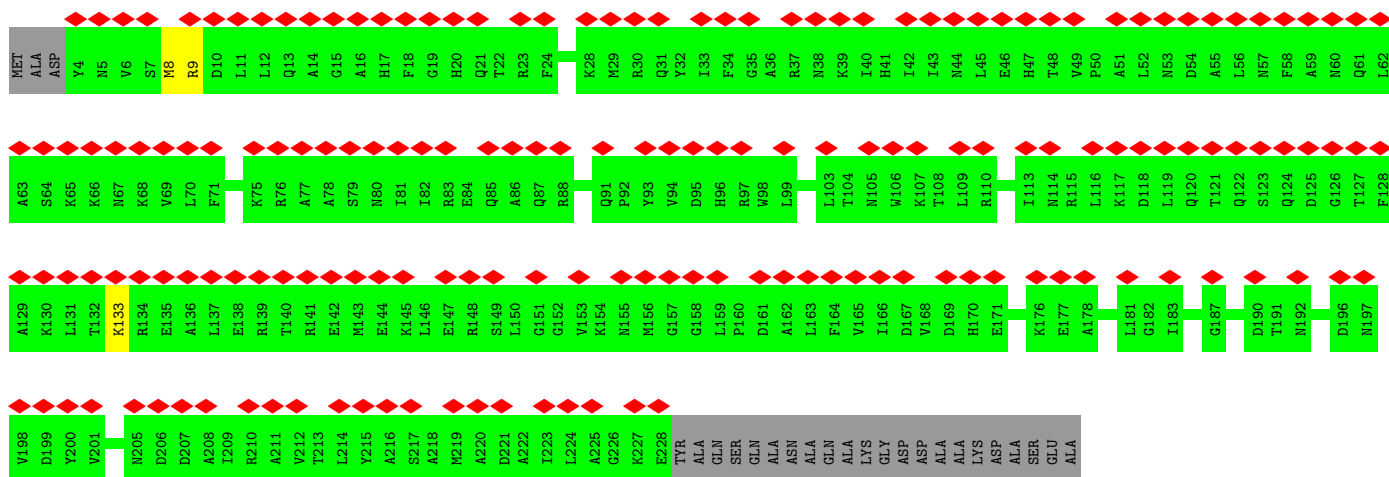 MET ALA ASP Y4 N5 V6 S7 M8 R9 D10 L11 L12 Q13 A14 G15 A16 H17 F18 G19 H20 Q21 T22 R23 F24 K28 M29 R30 Q31 Y32 I33 F34 G35 A36 R37 N38 K39 I40 H41 I42 I43 N44 L45 E46 H47 T48 V49 P50 A51 L52 N53 D54 A55 L56 N57 F58 A59 N60 Q61 L62
A63 S64 K65 K66 N67 K68 V69 L70 F71 K75 R76 A77 A78 S79 N80 I81 I82 R83 E84 Q85 A86 Q87 R88 Q91 P92 Y93 V94 D95 H96 R97 W98 L99 L103 T104 N105 W106 K107 T108 L109 R110 I113 N114 R115 L116 K117 D118 L119 Q120 T121 Q122 S123 Q124 D125 G126 T127 F128
A129 K130 L131 T132 K133 R134 E135 A136 L137 E138 R139 T140 R141 E142 M143 E144 K145 L146 E147 R148 S149 L150 G151 G152 V153 K154 N155 M156 G157 G158 L159 P160 D161 A162 L163 F164 V165 I166 D167 V168 D169 H170 E171 K176 E177 A178 L181 G182 I183 G187 D190 T191 N192 D196 N197
V198 D199 Y200 V201 N205 D206 D207 A208 I209 R210 A211 V212 T213 L214 Y215 A216 S217 A218 M219 A220 D221 A222 I223 L224 A225 G226 K227 E228 TYR ALA GLN SER GLN ALA ASN ALA GLN ALA LYS GLY ASP ASP ALA ALA LYS ASP ALA SER GLU ALA